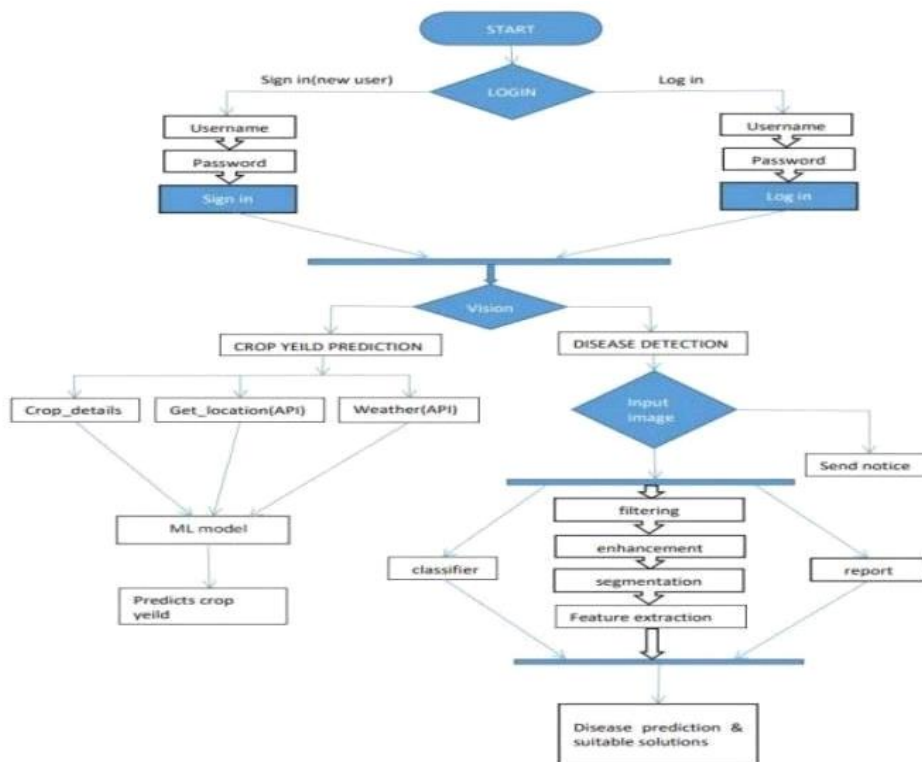 START
Sign in(new user)
Log in
LOGIN
Username
Password
Sign in
Username
Password
Log in
Vision
CROP YEILD PREDICTION
DISEASE DETECTION
Crop_details
Get_location(API)
Weather(API)
Input
image
Send notice
ML model
Predicts crop
yeild
filtering
enhancement
segmentation
Feature extraction
classifier
report
Disease prediction &
suitable solutions